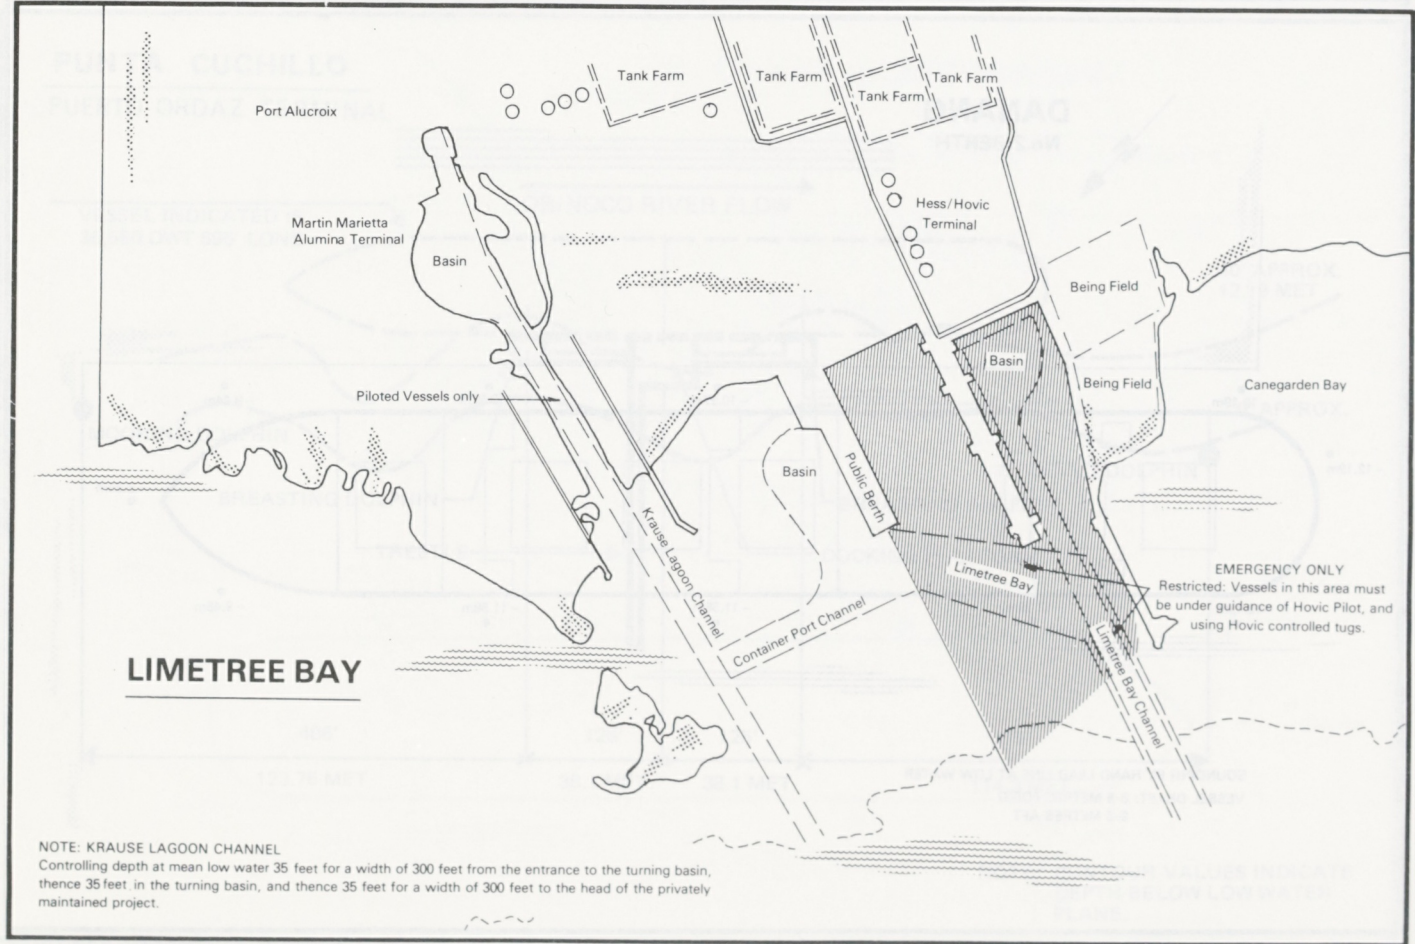 Tank Farm
Tank Farm
Tank Farm
Tank Farm
Port Alucroix
Hess/Hovic
Terminal
Martin Marietta
Alumina Terminal
Basin
Being Field
Basin
Being Field
Canegarden Bay
Piloted Vessels only
Basin
Public Berth
Krause Lagoon Channel
Limetree Bay
EMERGENCY ONLY
Restricted: Vessels in this area must
be under guidance of Hovic Pilot, and
using Hovic controlled tugs.
Container Port Channel
Limetree Bay Channel
LIMETREE BAY
NOTE: KRAUSE LAGOON CHANNEL
Controlling depth at mean low water 35 feet for a width of 300 feet from the entrance to the turning basin,
thence 35 feet in the turning basin, and thence 35 feet for a width of 300 feet to the head of the privately
maintained project.